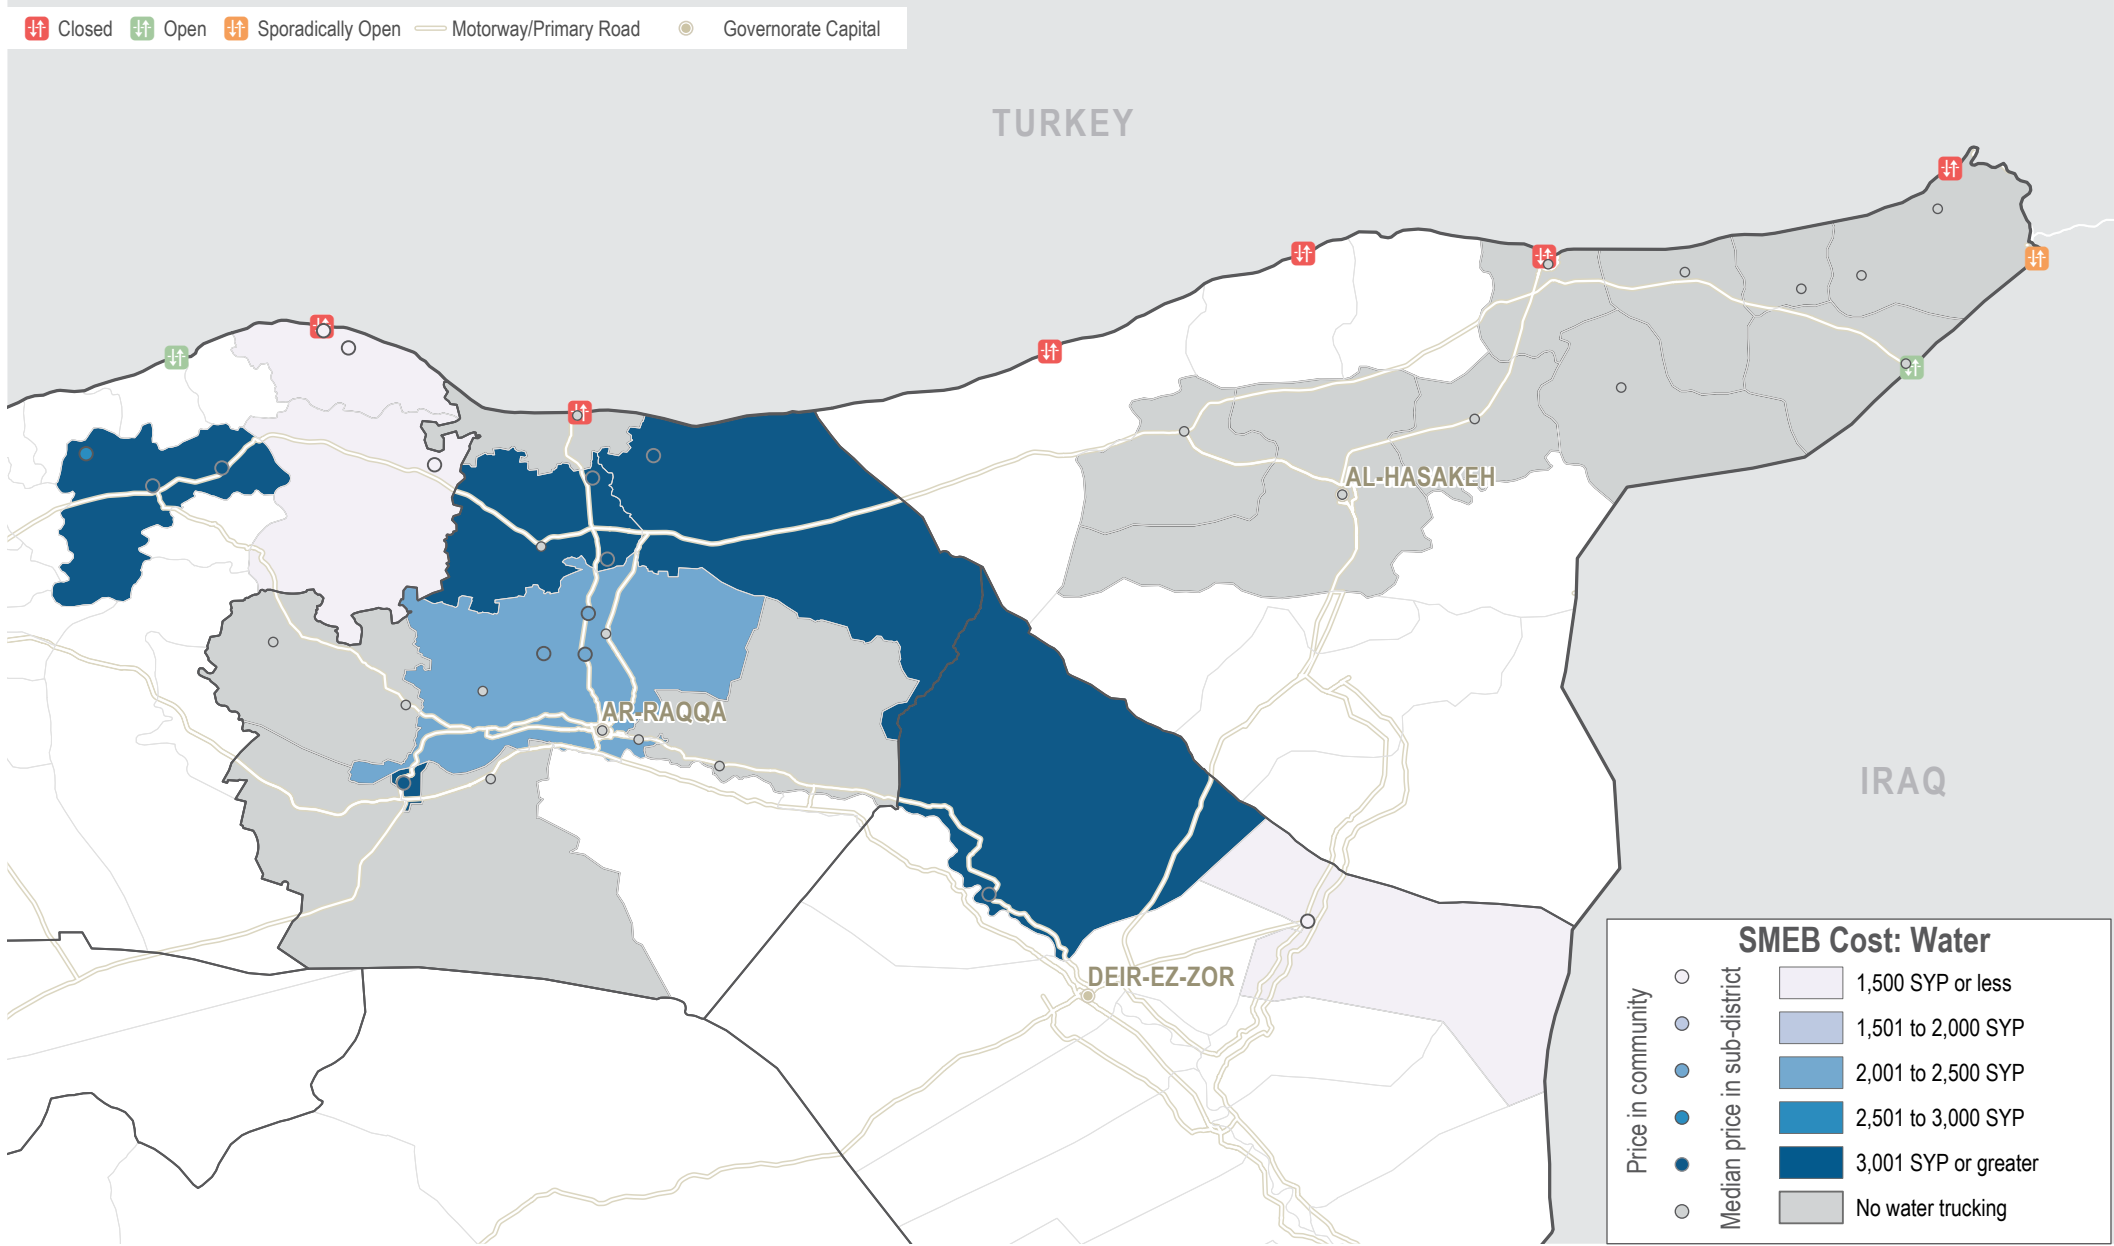 Closed
Open
Sporadically Open
Motorway/Primary Road
Governorate Capital
TURKEY
AL-HASAKEH
AR-RAQQA
IRAQ
DEIR-EZ-ZOR
SMEB Cost: Water
Price in community
Median price in sub-district
1,500 SYP or less
1,501 to 2,000 SYP
2,001 to 2,500 SYP
2,501 to 3,000 SYP
3,001 SYP or greater
No water trucking